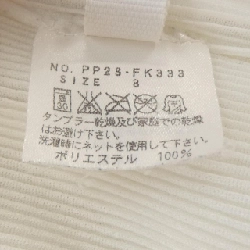 NO. PP28-FK333
SIZE 3
タンブラー乾燥及び家庭での乾燥
はお避け下さい。
洗濯時にネットを使用して下さい。
ポリエステル 100%